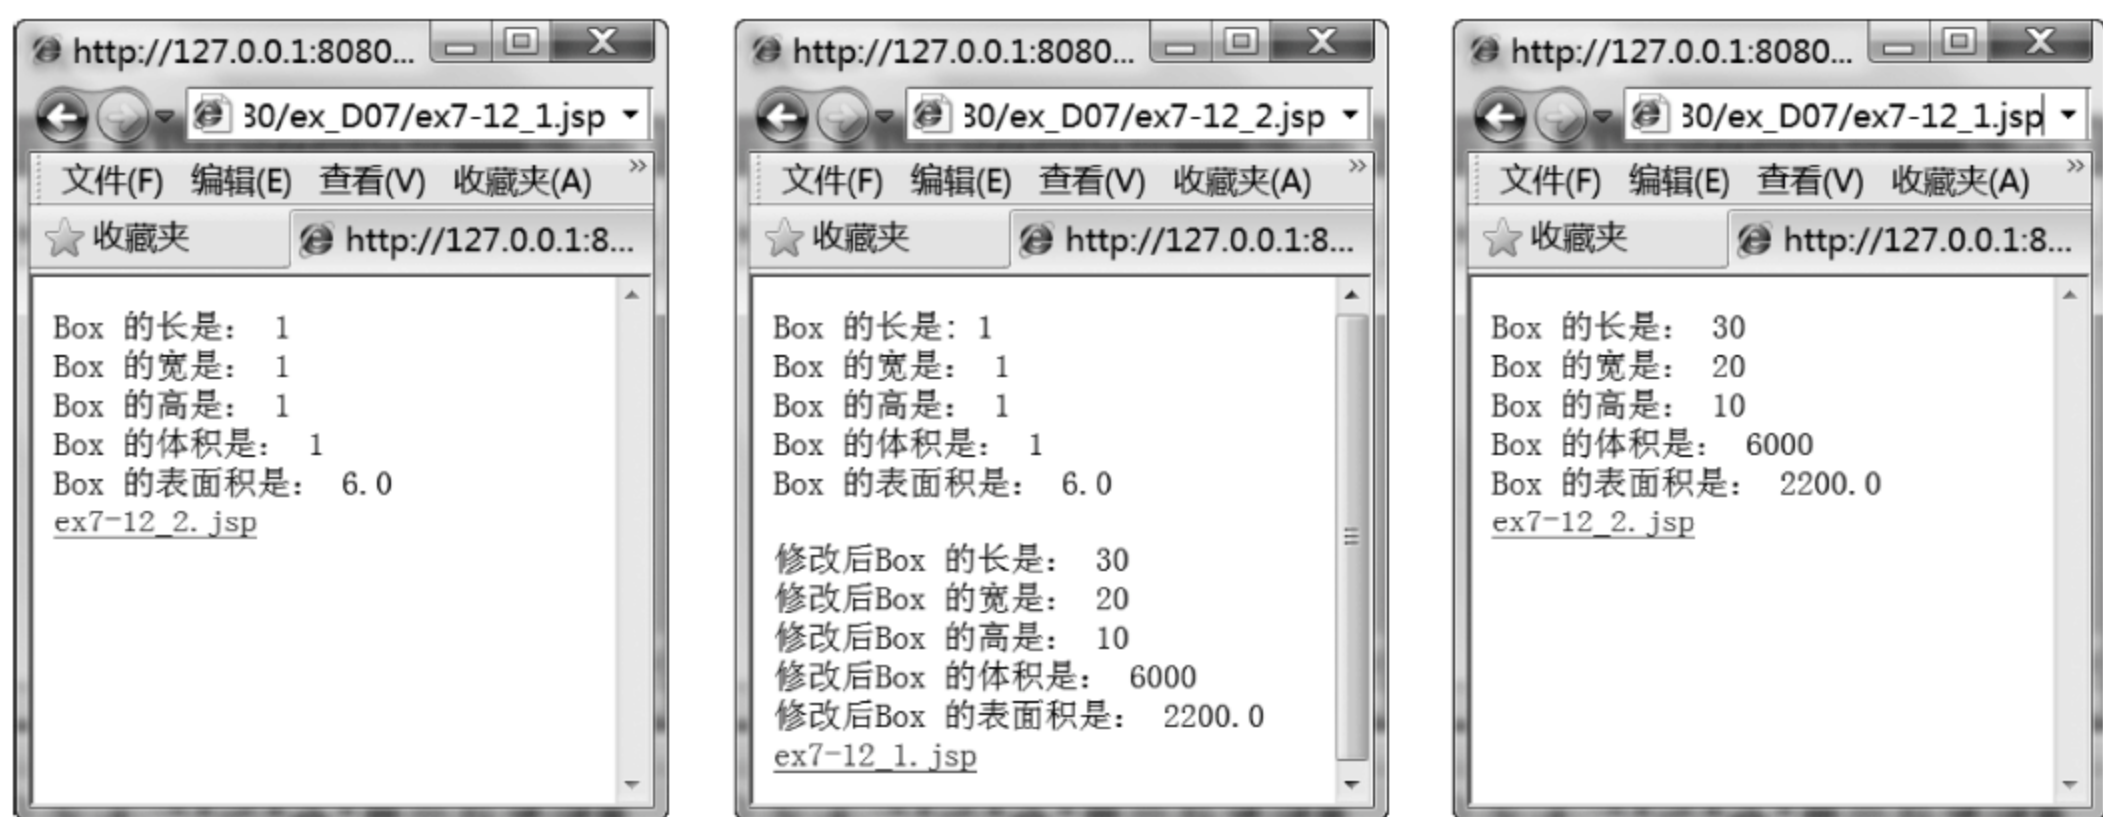 http://127.0.0.1:8080...
30/ex_D07/ex7-12_1.jsp
文件(F) 编辑(E) 查看(V) 收藏夹(A) »
收藏夹 http://127.0.0.1:8...
Box 的长是： 1
Box 的宽是： 1
Box 的高是： 1
Box 的体积是： 1
Box 的表面积是： 6.0
ex7-12_2.jsp
http://127.0.0.1:8080...
30/ex_D07/ex7-12_2.jsp
文件(F) 编辑(E) 查看(V) 收藏夹(A) »
收藏夹 http://127.0.0.1:8...
Box 的长是: 1
Box 的宽是： 1
Box 的高是： 1
Box 的体积是： 1
Box 的表面积是： 6.0
修改后Box 的长是： 30
修改后Box 的宽是： 20
修改后Box 的高是： 10
修改后Box 的体积是： 6000
修改后Box 的表面积是： 2200.0
ex7-12_1.jsp
http://127.0.0.1:8080...
30/ex_D07/ex7-12_1.jsp
文件(F) 编辑(E) 查看(V) 收藏夹(A) »
收藏夹 http://127.0.0.1:8...
Box 的长是： 30
Box 的宽是： 20
Box 的高是： 10
Box 的体积是： 6000
Box 的表面积是： 2200.0
ex7-12_2.jsp